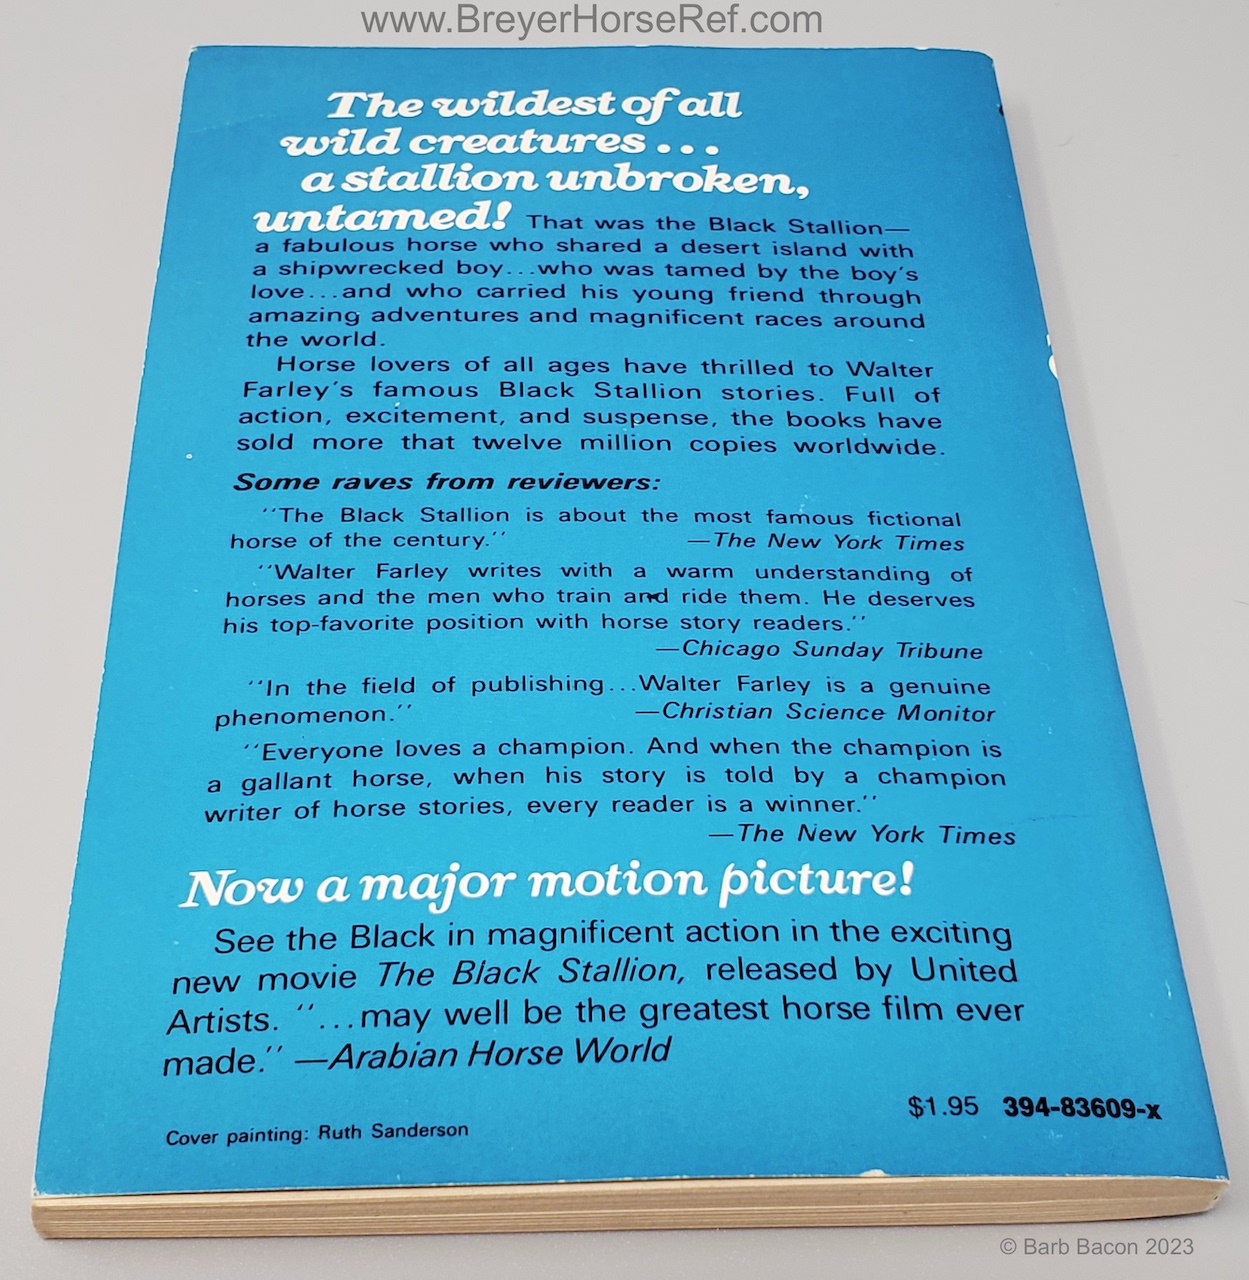 www.BreyerHorseRef.com
The wildest of all
wild creatures...
a stallion unbroken,
untamed! That was the Black Stallion—
a fabulous horse who shared a desert island with
a shipwrecked boy...who was tamed by the boy's
love...and who carried his young friend through
amazing adventures and magnificent races around
the world.
Horse lovers of all ages have thrilled to Walter
Farley's famous Black Stallion stories. Full of
action, excitement, and suspense, the books have
sold more that twelve million copies worldwide.
Some raves from reviewers:
"The Black Stallion is about the most famous fictional
horse of the century." —The New York Times
"Walter Farley writes with a warm understanding of
horses and the men who train and ride them. He deserves
his top-favorite position with horse story readers."
—Chicago Sunday Tribune
"In the field of publishing...Walter Farley is a genuine
phenomenon." —Christian Science Monitor
"Everyone loves a champion. And when the champion is
a gallant horse, when his story is told by a champion
writer of horse stories, every reader is a winner."
—The New York Times
Now a major motion picture!
See the Black in magnificent action in the exciting
new movie The Black Stallion, released by United
Artists. "...may well be the greatest horse film ever
made." —Arabian Horse World
$1.95 394-83609-x
Cover painting: Ruth Sanderson
© Barb Bacon 2023